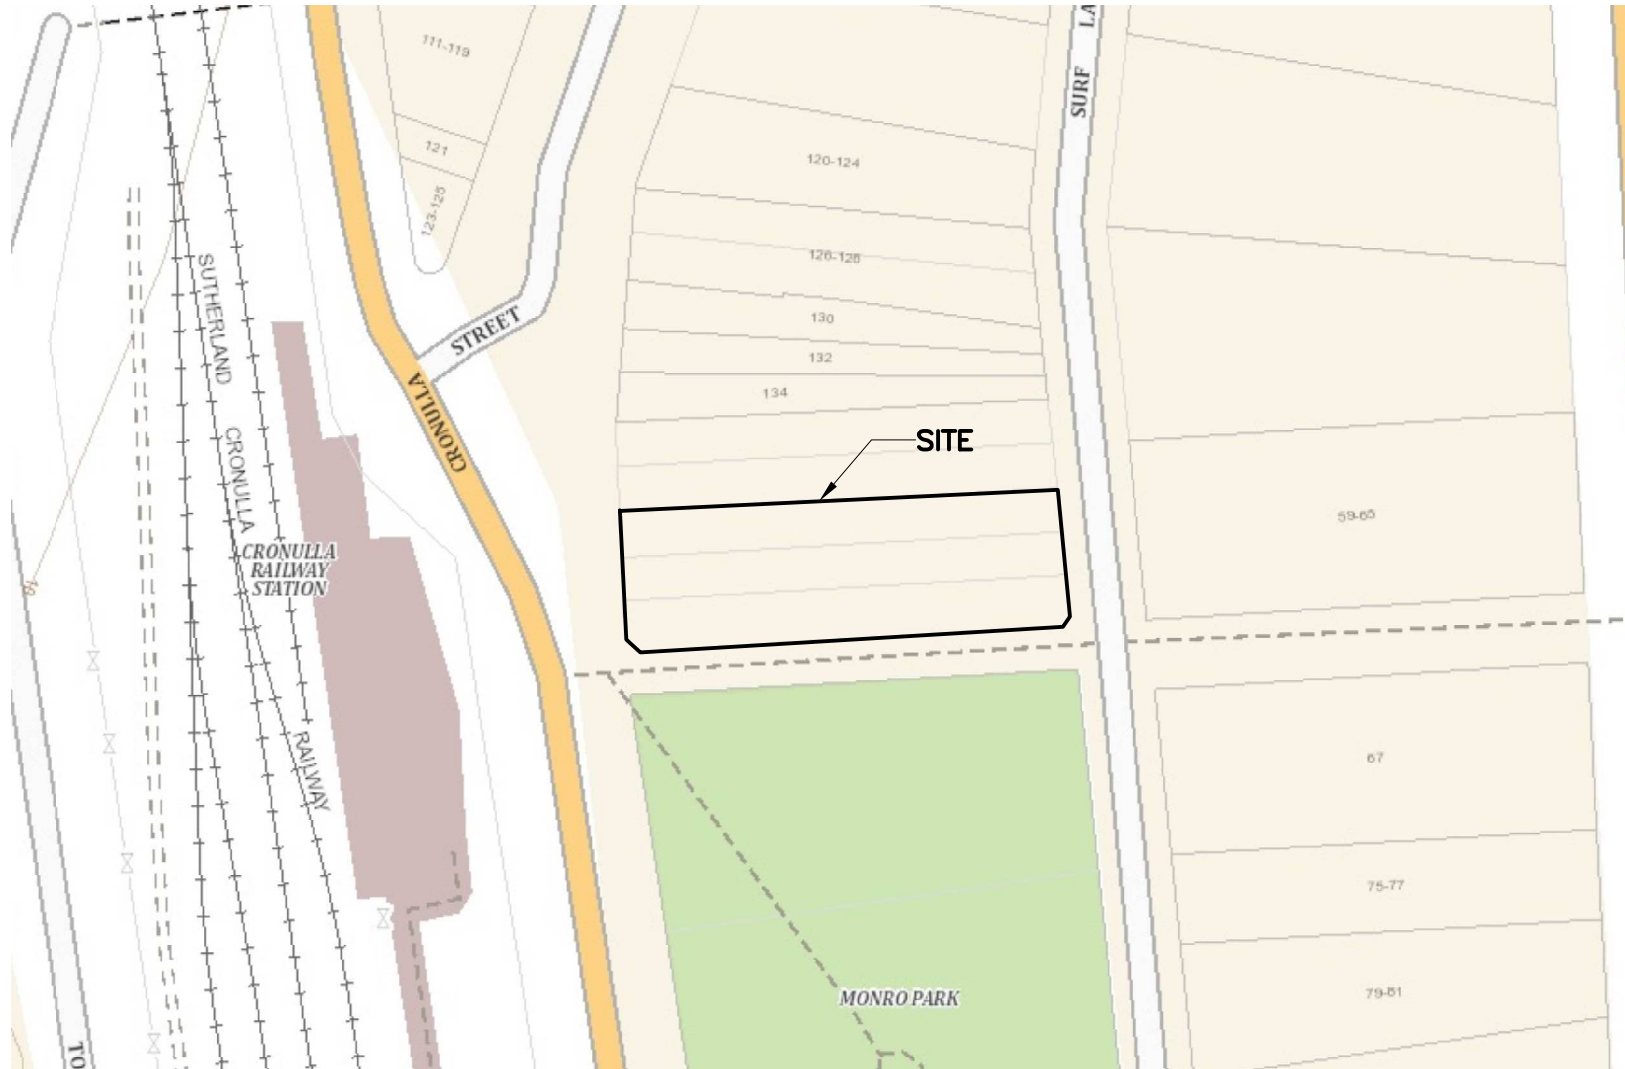 111-119
LA
SURF
121
120-124
123-125
126-128
SUTHERLAND
CRONULLA
RAILWAY
130
STREET
132
134
CRONULLA
SITE
59-65
CRONULLA
RAILWAY
STATION
67
75-77
79-81
MONRO PARK
TO